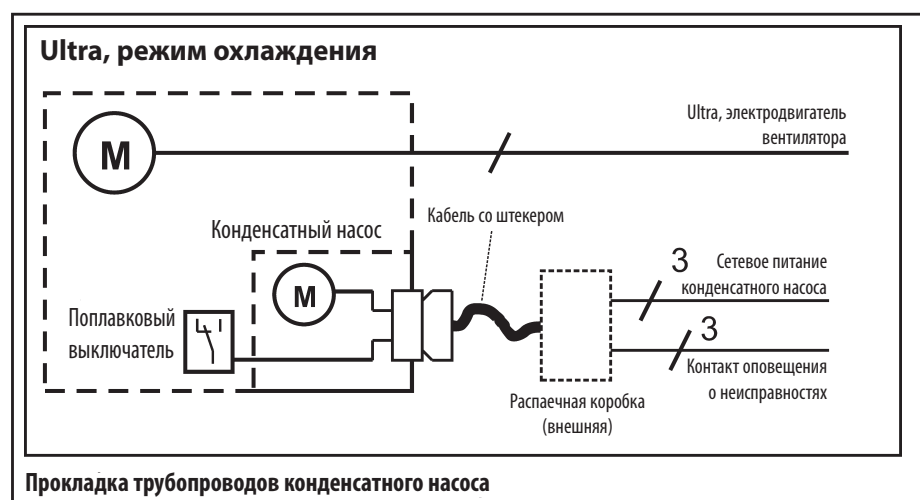 Ultra, режим охлаждения
Ultra, электродвигатель
вентилятора
M
Кабель со штекером
Конденсатный насос
M
3
Сетевое питание
конденсатного насоса
Поплавковый
выключатель
3
Контакт оповещения
о неисправностях
Распаечная коробка
(внешняя)
Прокладка трубопроводов конденсатного насоса